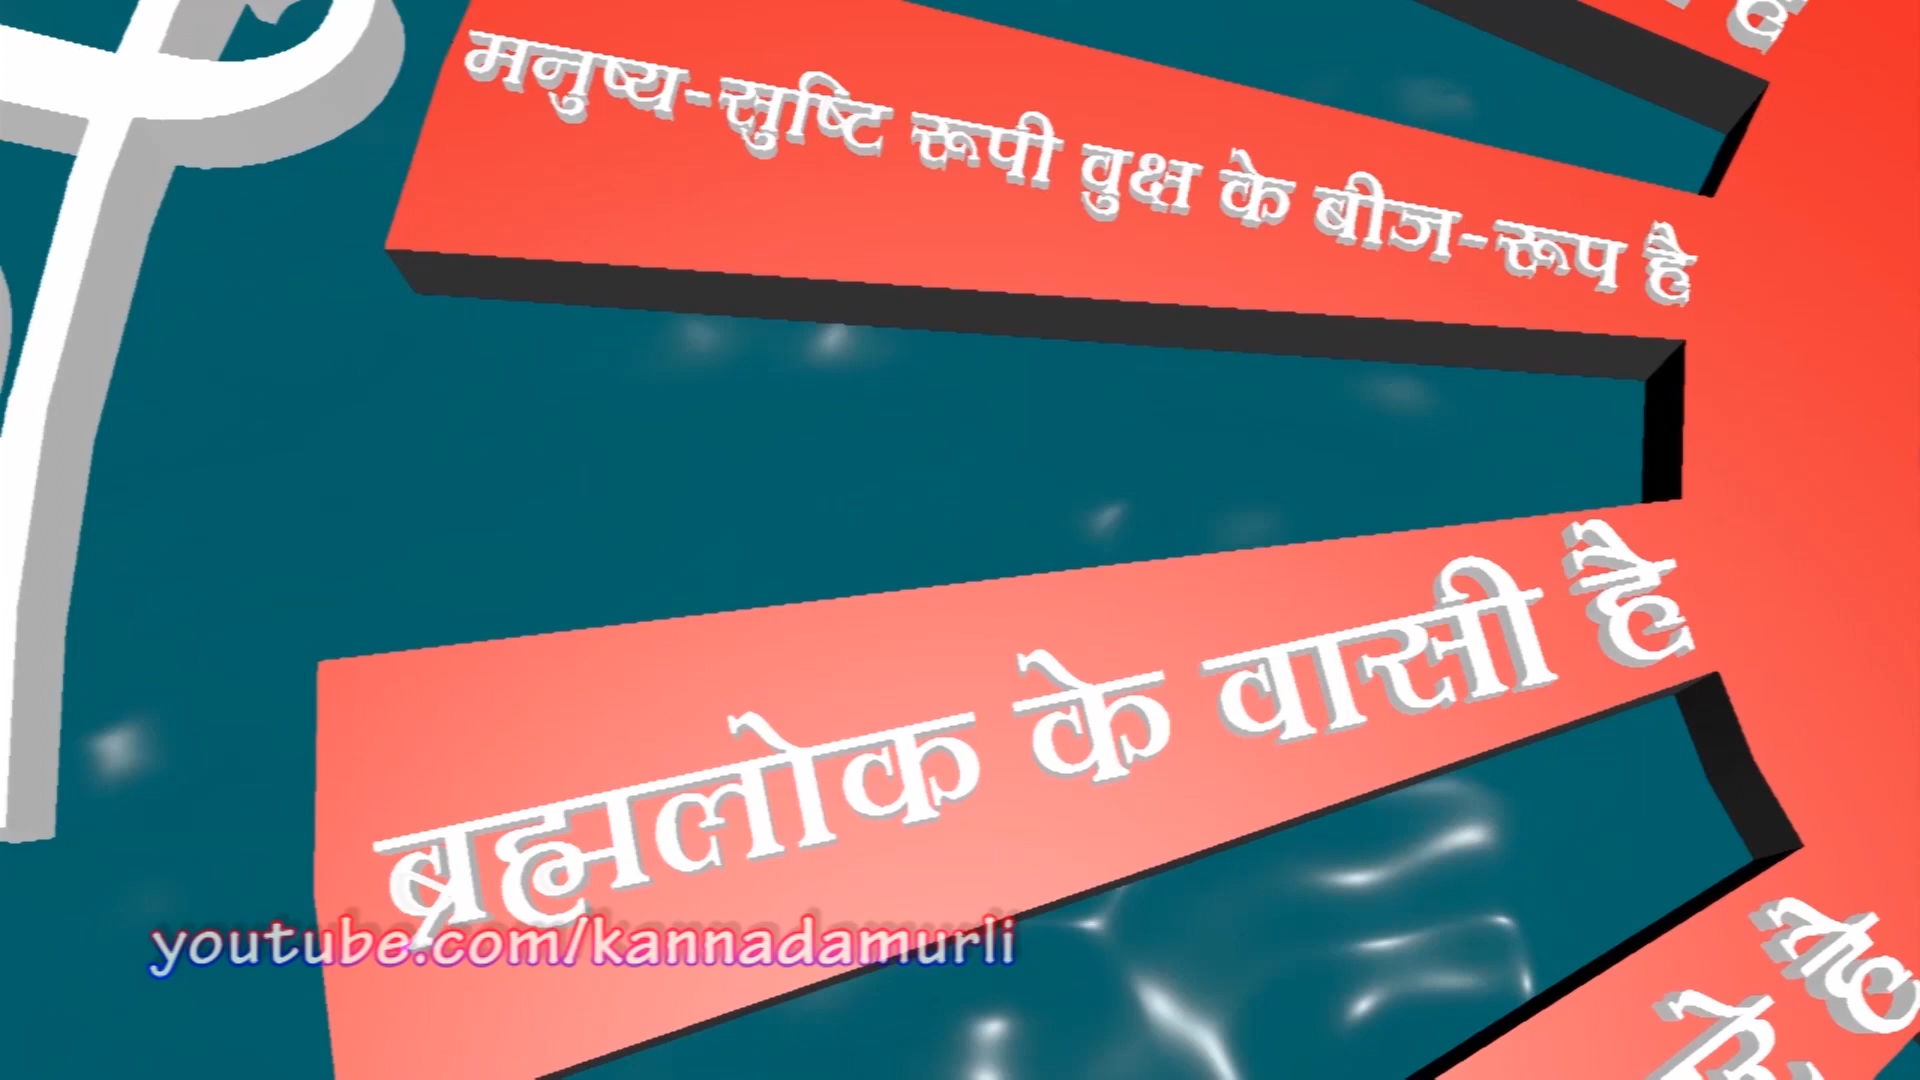 मनुष्य-सुष्टि रूपी वुक्ष के बीज-रूप है
ब्रह्मलोक के वासी है
youtube.com/kannadamurli